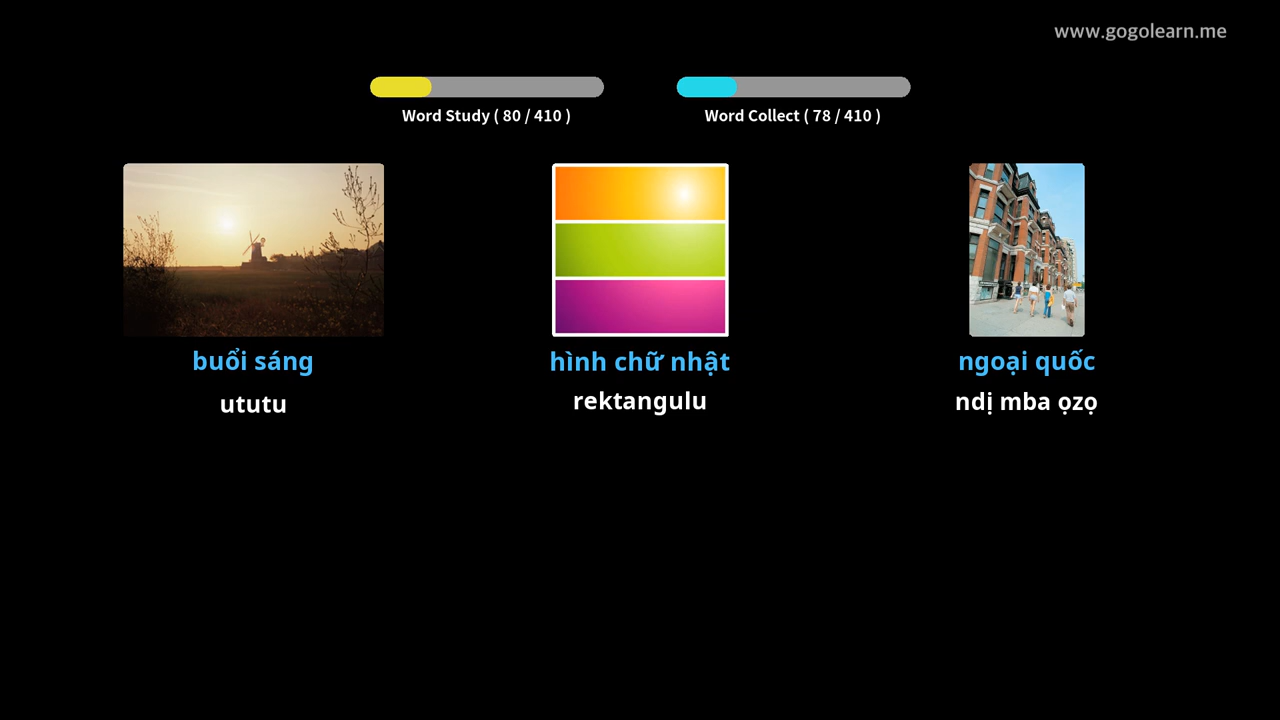 www.gogolearn.me
Word Study ( 80 / 410 )
Word Collect ( 78 / 410 )
buổi sáng
ututu
hình chữ nhật
rektangulu
ngoại quốc
ndị mba ọzọ